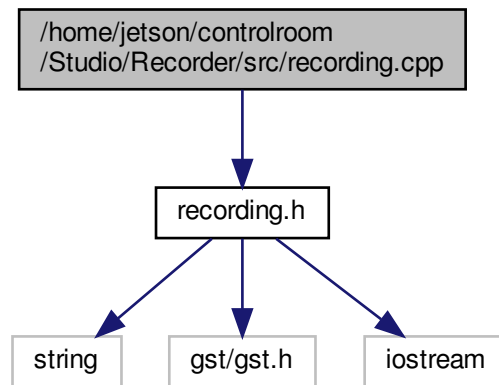 /home/jetson/controlroom
/Studio/Recorder/src/recording.cpp
recording.h
string
gst/gst.h
iostream